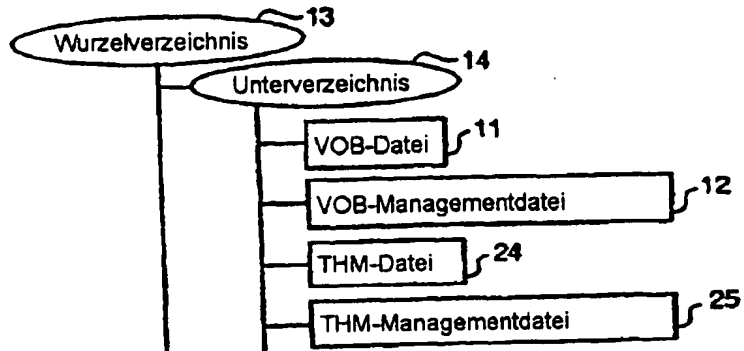 Wurzelverzeichnis 13
Unterverzeichnis 14
VOB-Datei 11
VOB-Managementdatei 12
THM-Datei 24
THM-Managementdatei 25